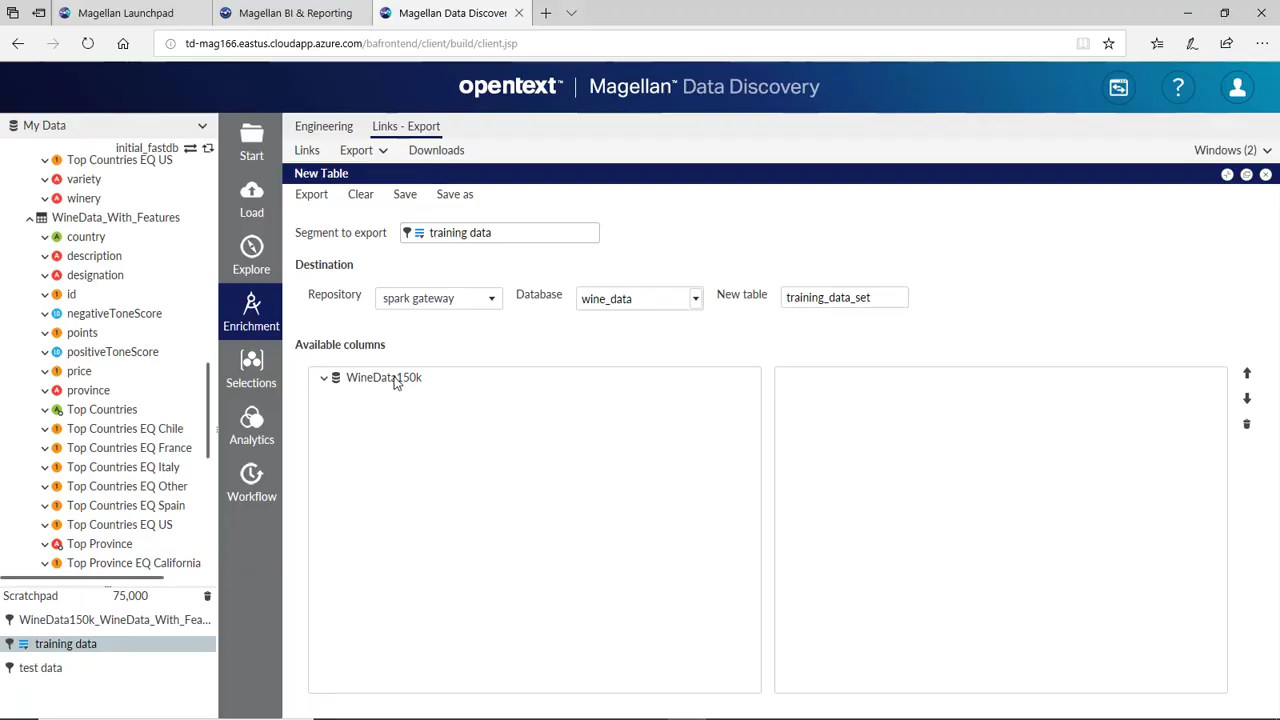 Magellan Launchpad
Magellan BI & Reporting
Magellan Data Discover
td-mag166.eastus.cloudapp.azure.com/bafrontend/client/build/client.jsp
opentext™ | Magellan™ Data Discovery
My Data
initial_fastdb
Top Countries EQ US
variety
winery
WineData_With_Features
country
description
designation
id
negativeToneScore
points
positiveToneScore
price
province
Top Countries
Top Countries EQ Chile
Top Countries EQ France
Top Countries EQ Italy
Top Countries EQ Other
Top Countries EQ Spain
Top Countries EQ US
Top Province
Top Province EQ California
Scratchpad 75,000
WineData150k_WineData_With_Fea...
training data
test data
Start
Load
Explore
Enrichment
Selections
Analytics
Workflow
Engineering Links - Export
Links Export Downloads Windows (2)
New Table
Export Clear Save Save as
Segment to export training data
Destination
Repository spark gateway Database wine_data New table training_data_set
Available columns
WineData150k